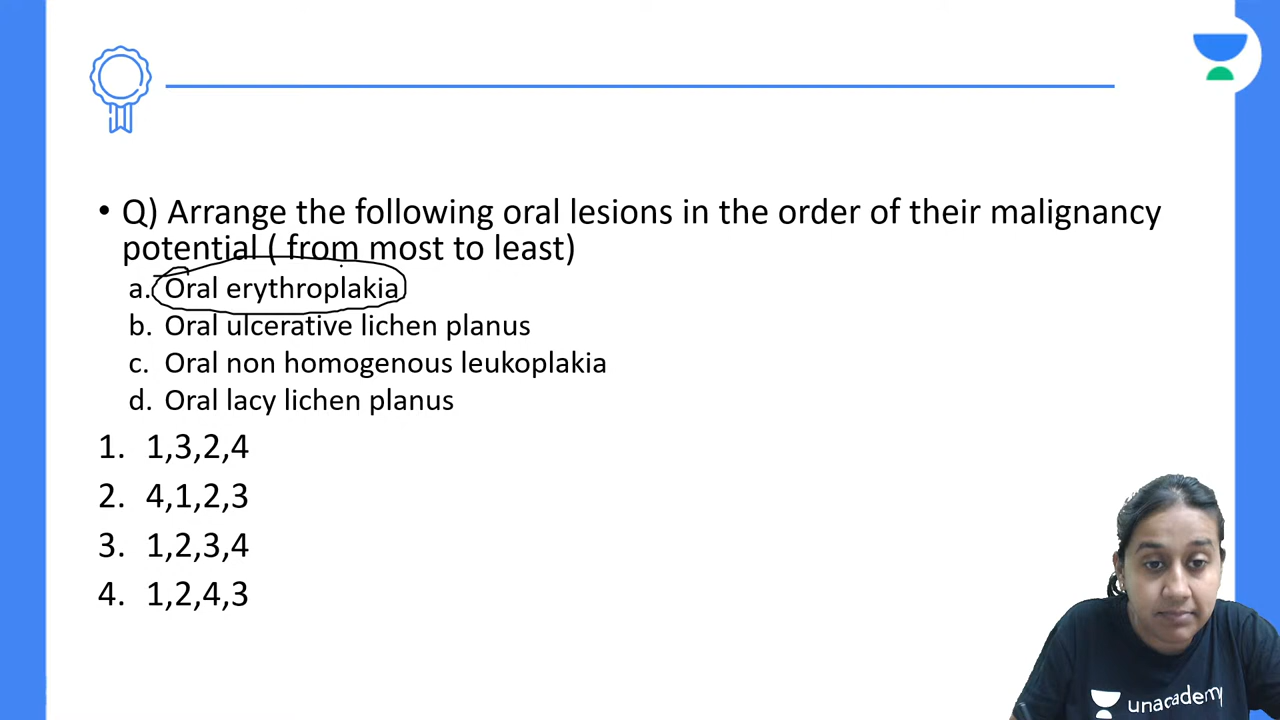 • Q) Arrange the following oral lesions in the order of their malignancy
potential ( from most to least)
a. Oral erythroplakia
b. Oral ulcerative lichen planus
c. Oral non homogenous leukoplakia
d. Oral lacy lichen planus
1. 1,3,2,4
2. 4,1,2,3
3. 1,2,3,4
4. 1,2,4,3
unacademy